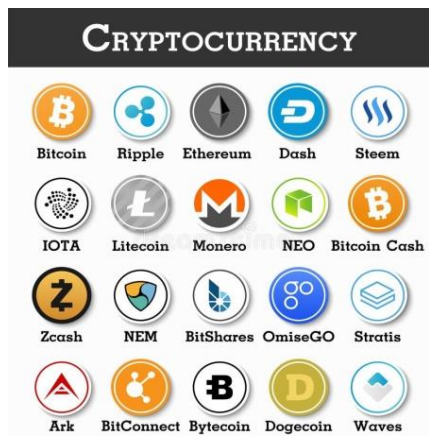 CRYPTOCURRENCY
Bitcoin Ripple Ethereum Dash Steem
IOTA Litecoin Monero NEO Bitcoin Cash
Zcash NEM BitShares OmiseGO Stratis
Ark BitConnect Bytecoin Dogecoin Waves